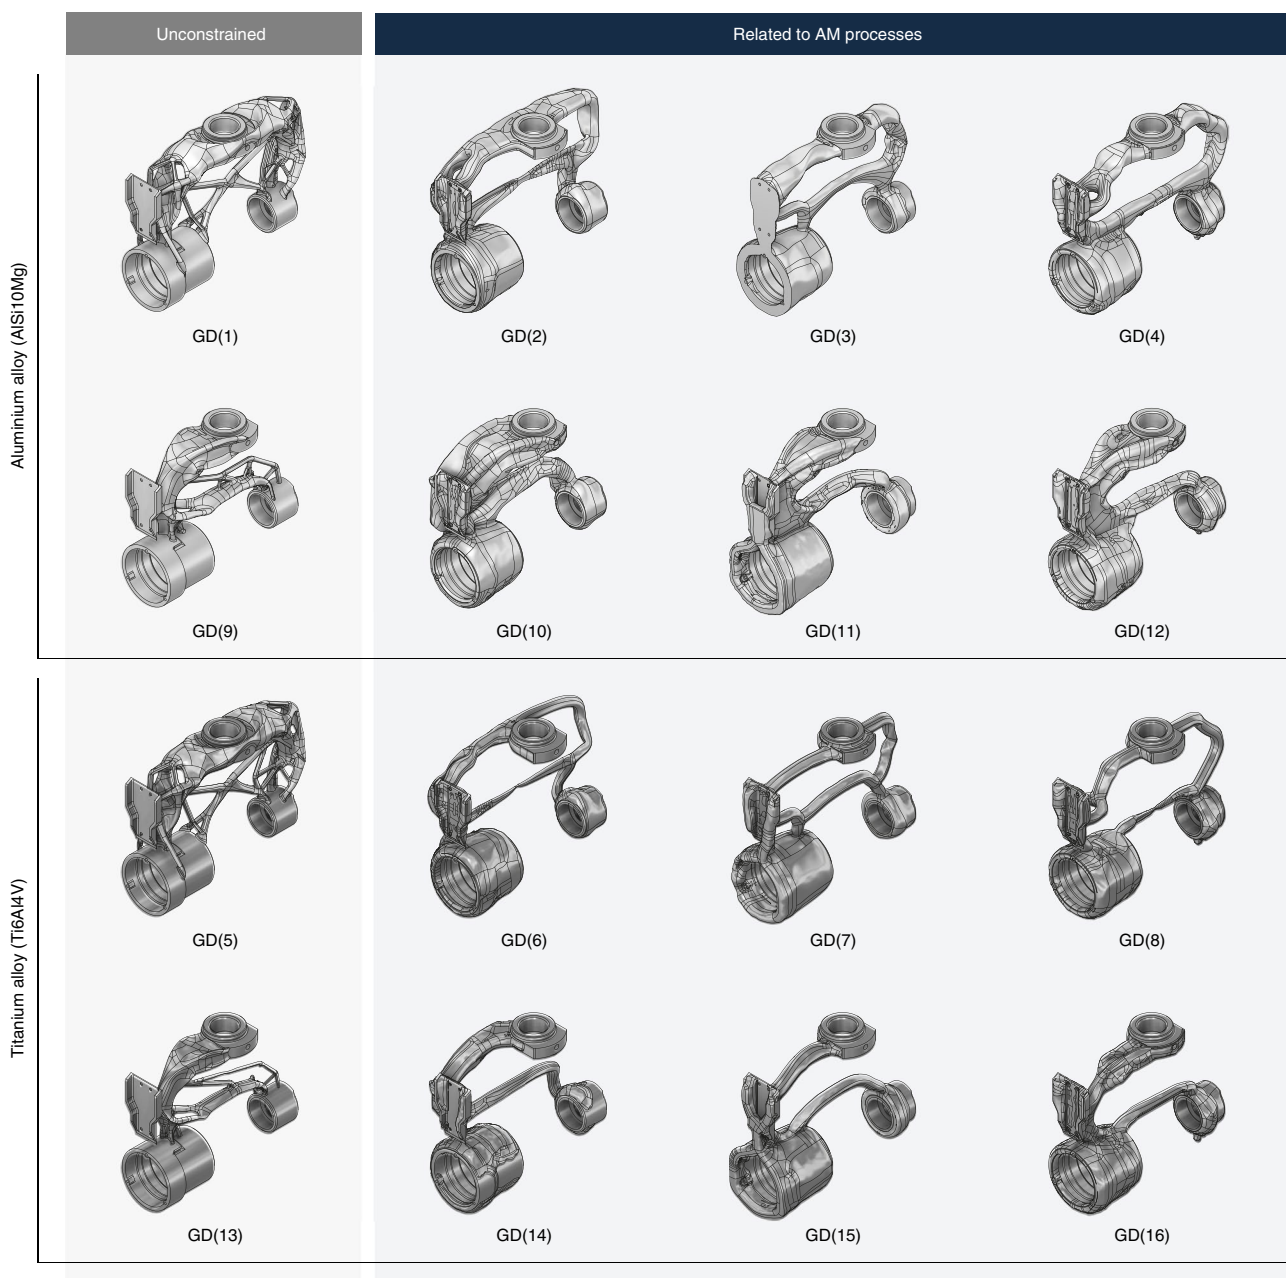 Unconstrained
Related to AM processes
Aluminium alloy (AlSi10Mg)
GD(1)
GD(2)
GD(3)
GD(4)
GD(9)
GD(10)
GD(11)
GD(12)
Titanium alloy (Ti6Al4V)
GD(5)
GD(6)
GD(7)
GD(8)
GD(13)
GD(14)
GD(15)
GD(16)